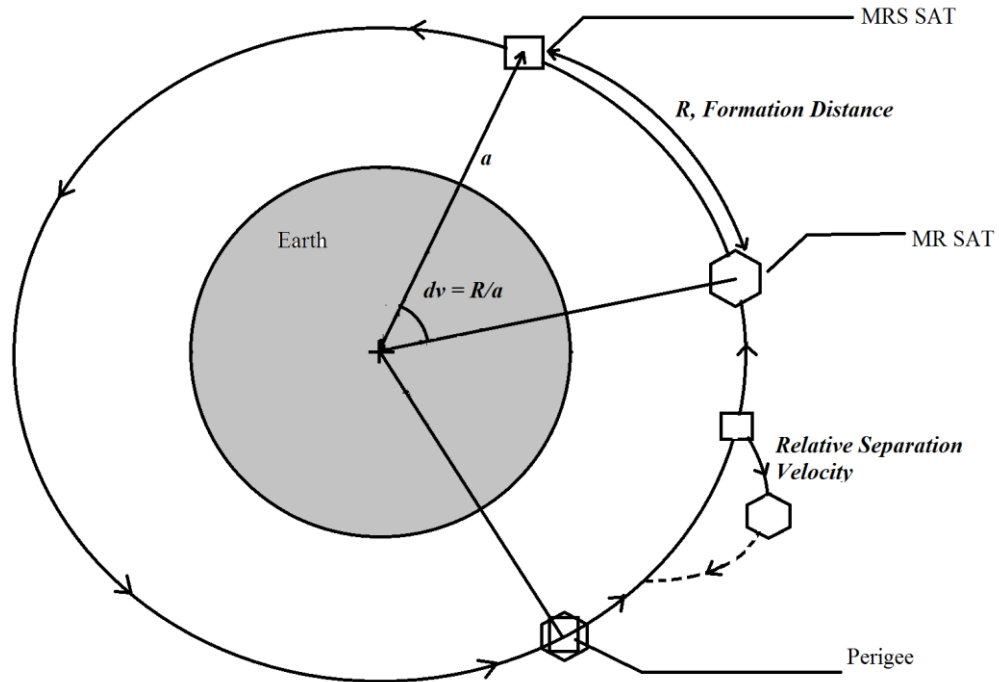 MRS SAT
R, Formation Distance
a
Earth
MR SAT
dv = R/a
Relative Separation
Velocity
Perigee